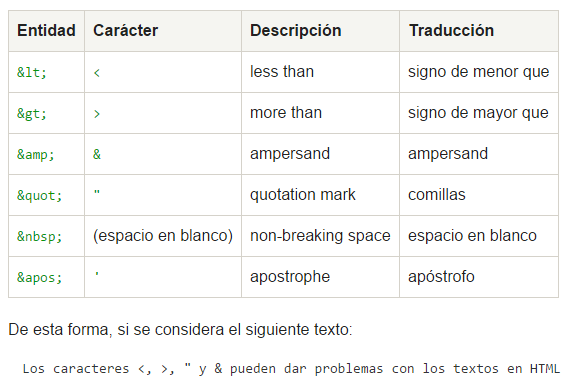 Entidad Carácter Descripción Traducción
&lt; < less than signo de menor que
&gt; > more than signo de mayor que
&amp; & ampersand ampersand
&quot; " quotation mark comillas
&nbsp; (espacio en blanco) non-breaking space espacio en blanco
&apos; ' apostrophe apóstrofo
De esta forma, si se considera el siguiente texto:
Los caracteres <, >, " y & pueden dar problemas con los textos en HTML